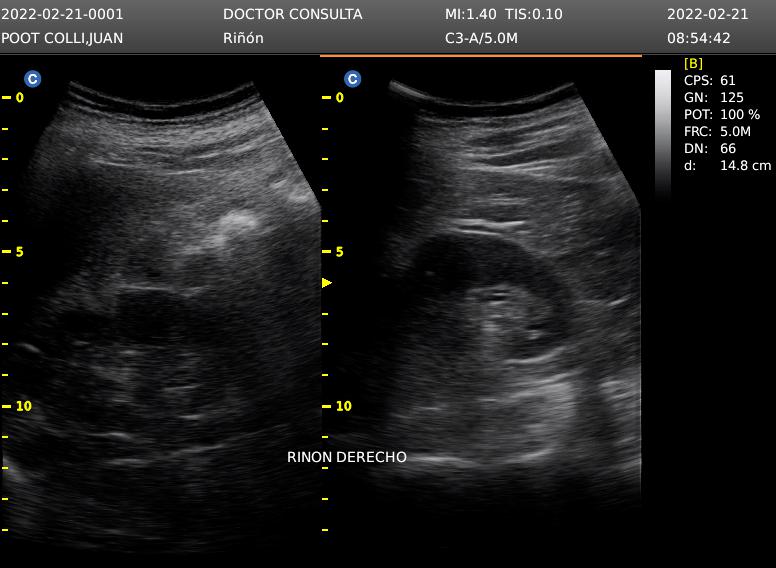 2022-02-21-0001 DOCTOR CONSULTA MI:1.40 TIS:0.10 2022-02-21
POOT COLLI,JUAN Riñón C3-A/5.0M 08:54:42
C C [B]
0 0 CPS: 61
GN: 125
POT: 100 %
FRC: 5.0M
DN: 66
d: 14.8 cm
5 5
10 10
RINON DERECHO